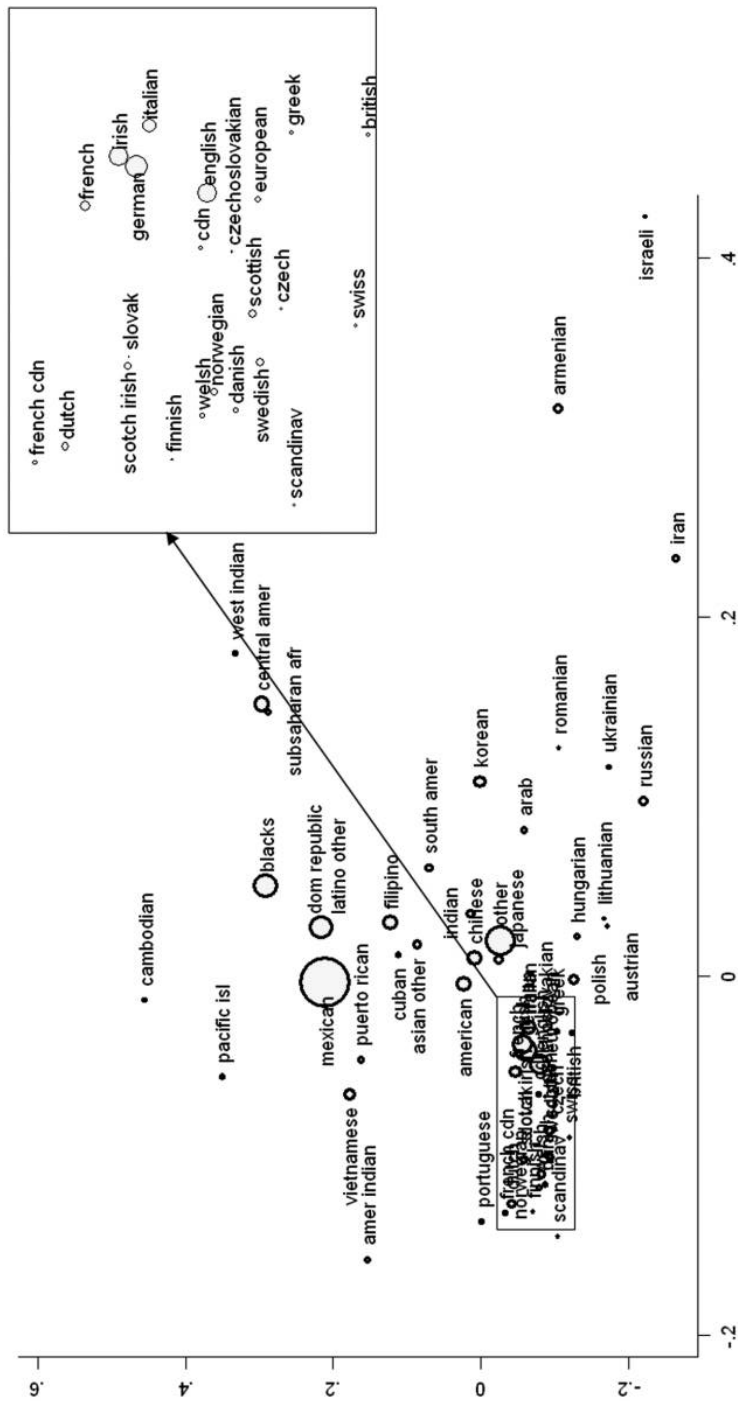 french cdn
dutch
french
irish
german
italian
scotch irish
slovak
finnish
cdn
english
welsh
norwegian
czechoslovakian
danish
european
scottish
swedish
czech
greek
scandinav
swiss
british
cambodian
pacific isl
west indian
central amer
subsaharan afr
blacks
dom republic
latino other
mexican
vietnamese
puerto rican
amer indian
filipino
cuban
asian other
south amer
american
indian
chinese
korean
portuguese
other
japanese
french cdn
norwegian
finnish
scandinav
swiss
british
czech
greek
arab
romanian
armenian
hungarian
polish
lithuanian
ukrainian
austrian
russian
israeli
iran
.6
.4
.2
0
-.2
-.2
0
.2
.4